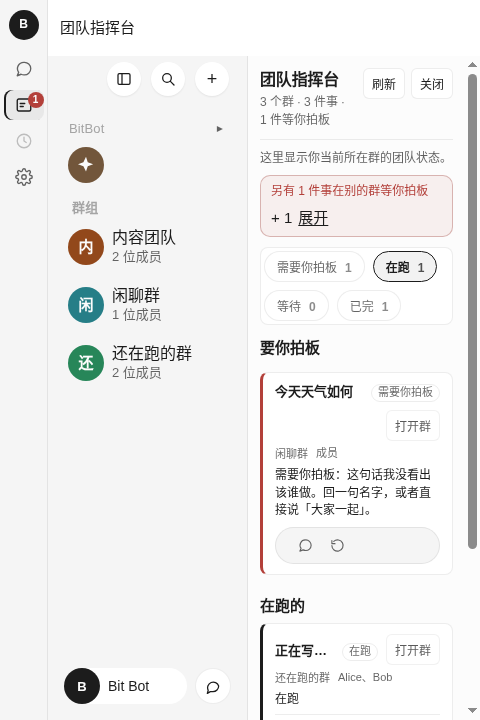 B
团队指挥台
1
BitBot
群组
内
内容团队
2 位成员
闲
闲聊群
1 位成员
还
还在跑的群
2 位成员
B
Bit Bot
团队指挥台
刷新
关闭
3 个群 · 3 件事 ·
1 件等你拍板
这里显示你当前所在群的团队状态。
另有 1 件事在别的群等你拍板
+ 1 展开
需要你拍板 1
在跑 1
等待 0
已完 1
要你拍板
今天天气如何
需要你拍板
打开群
闲聊群 成员
需要你拍板：这句话我没看出
该谁做。回一句名字，或者直
接说「大家一起」。
在跑的
正在写…
在跑
打开群
还在跑的群 Alice、Bob
在跑